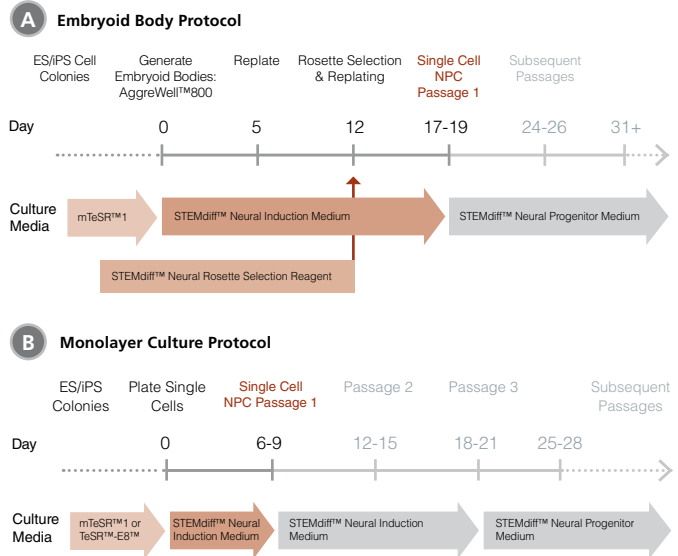 A Embryoid Body Protocol
ES/iPS Cell
Colonies
Generate
Embryoid Bodies:
AggreWell™800
Replate
Rosette Selection
& Replating
Single Cell
NPC
Passage 1
Subsequent
Passages
Day 0 5 12 17-19 24-26 31+
Culture
Media
mTeSR™1
STEMdiff™ Neural Induction Medium
STEMdiff™ Neural Progenitor Medium
STEMdiff™ Neural Rosette Selection Reagent
B Monolayer Culture Protocol
ES/iPS
Colonies
Plate Single
Cells
Single Cell
NPC Passage 1
Passage 2
Passage 3
Subsequent
Passages
Day 0 6-9 12-15 18-21 25-28
Culture
Media
mTeSR™1 or
TeSR™-E8™
STEMdiff™ Neural
Induction Medium
STEMdiff™ Neural Induction
Medium
STEMdiff™ Neural Progenitor
Medium